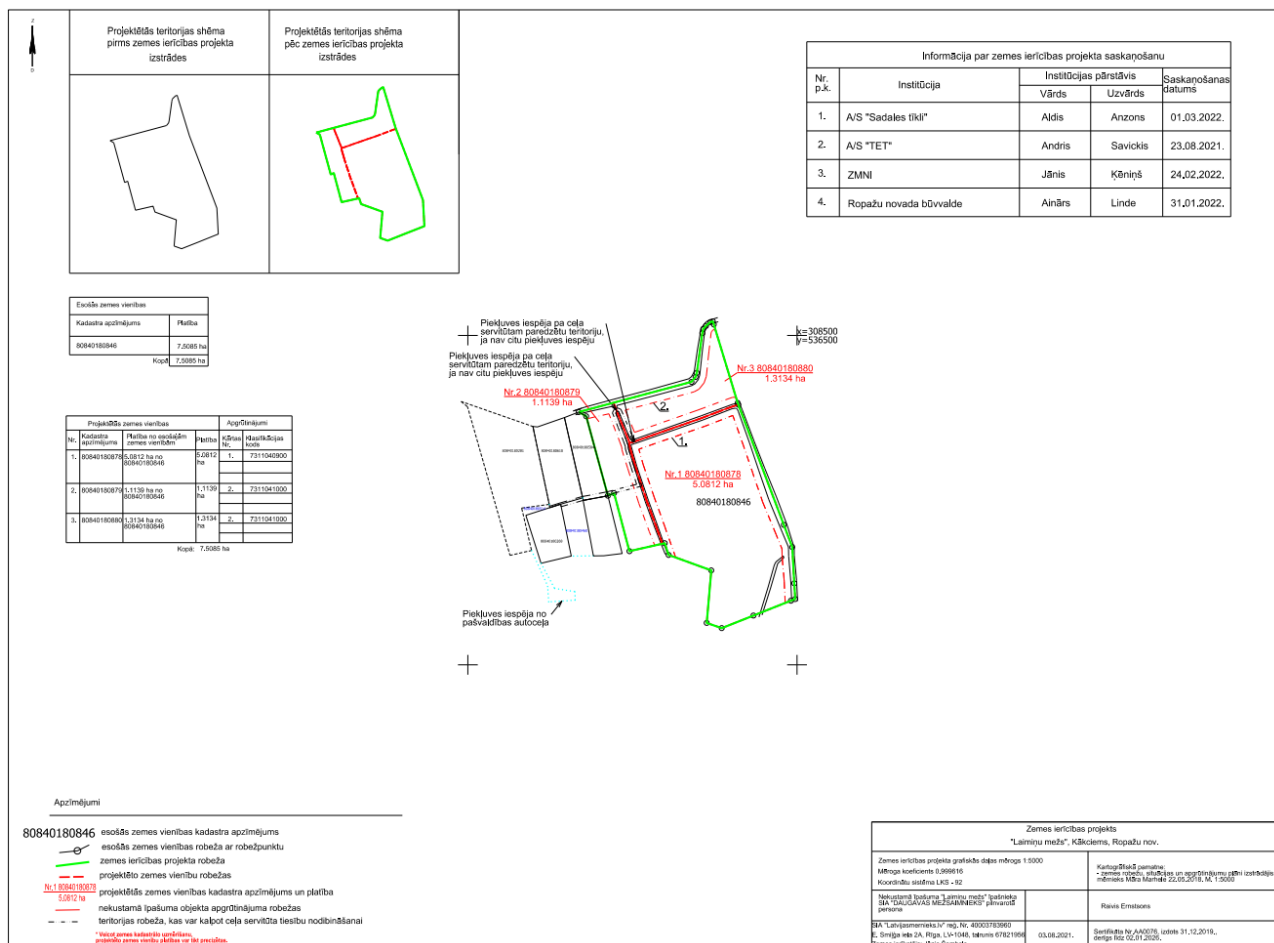 Z
D
Projektētās teritorijas shēma
pirms zemes ierīcības projekta
izstrādes
Projektētās teritorijas shēma
pēc zemes ierīcības projekta
izstrādes
Informācija par zemes ierīcības projekta saskaņošanu
Nr. p.k. Institūcija Institūcijas pārstāvis Saskaņošanas datums
Vārds Uzvārds
1. A/S "Sadales tīkli" Aldis Anzons 01.03.2022.
2. A/S "TET" Andris Savickis 23.08.2021.
3. ZMNI Jānis Ķēniņš 24.02.2022.
4. Ropažu novada būvvalde Ainārs Linde 31.01.2022.
Esošās zemes vienības
Kadastra apzīmējums Platība
80840180846 7,5085 ha
Kopā 7,5085 ha
Projektētās zemes vienības Apgrūtinājumi
Nr. Kadastra apzīmējums Platība no esošajām zemes vienībām Platība Kārtas Nr. Klasifikācijas kods
1. 80840180878 5.0812 ha no 80840180846 5.0812 ha 1. 7311040900
2. 80840180879 1.1139 ha no 80840180846 1,1139 ha 2. 7311041000
3. 80840180880 1,3134 ha no 80840180846 1,3134 ha 2. 7311041000
Kopā: 7.5085 ha
Piekļuves iespēja pa ceļa
servitūtam paredzētu teritoriju,
ja nav citu piekļuves iespēju
Piekļuves iespēja pa ceļa
servitūtam paredzētu teritoriju,
ja nav citu piekļuves iespēju
x=308500
y=536500
Nr.3 80840180880
1.3134 ha
Nr.2 80840180879
1.1139 ha
2.
1.
Nr.1 80840180878
5.0812 ha
80840180846
Piekļuves iespēja no
pašvaldības autoceļa
Apzīmējumi
80840180846 esošās zemes vienības kadastra apzīmējums
esošās zemes vienības robeža ar robežpunktu
zemes ierīcības projekta robeža
projektēto zemes vienību robežas
Nr.1 80840180878
5,0812 ha
projektētās zemes vienības kadastra apzīmējums un platība
nekustamā īpašuma objekta apgrūtinājuma robežas
teritorijas robeža, kas var kalpot ceļa servitūta tiesību nodibināšanai
* Veicot zemes kadastrālo uzmērīšanu,
projektēto zemes vienību platības var tikt precizētas.
Zemes ierīcības projekts
"Laimiņu mežs", Kākciems, Ropažu nov.
Zemes ierīcības projekta grafiskās daļas mērogs 1:5000
Mēroga koeficients 0,999616
Koordinātu sistēma LKS - 92
Kartogrāfiskā pamatne:
- zemes robežu, situācijas un apgrūtinājumu plāni izstrādājis
mērnieks Māra Marhele 22,05,2018, M. 1:5000
Nekustamā īpašuma "Laimiņu mežs" īpašnieka
SIA "DAUGAVAS MEŽSAIMNIEKS" pilnvarotā
persona
Raivis Ernstsons
SIA "Latvijasmernieks.lv" reģ. Nr. 40003783960
E. Smiļģa iela 2A, Rīga, LV-1048, tālrunis 67821956
03.08.2021.
Sertifikāts Nr.AA0076, izdots 31.12.2019.,
derīgs līdz 02.01.2025.